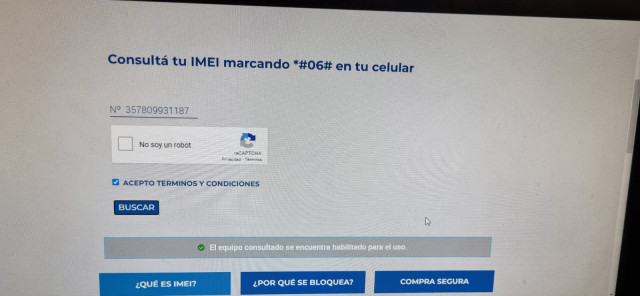 Consultá tu IMEI marcando *#06# en tu celular
Nº 357809931187
No soy un robot
reCAPTCHA
Privacidad - Términos
ACEPTO TERMINOS Y CONDICIONES
BUSCAR
El equipo consultado se encuentra habilitado para el uso.
¿QUÉ ES IMEI?
¿POR QUÉ SE BLOQUEA?
COMPRA SEGURA